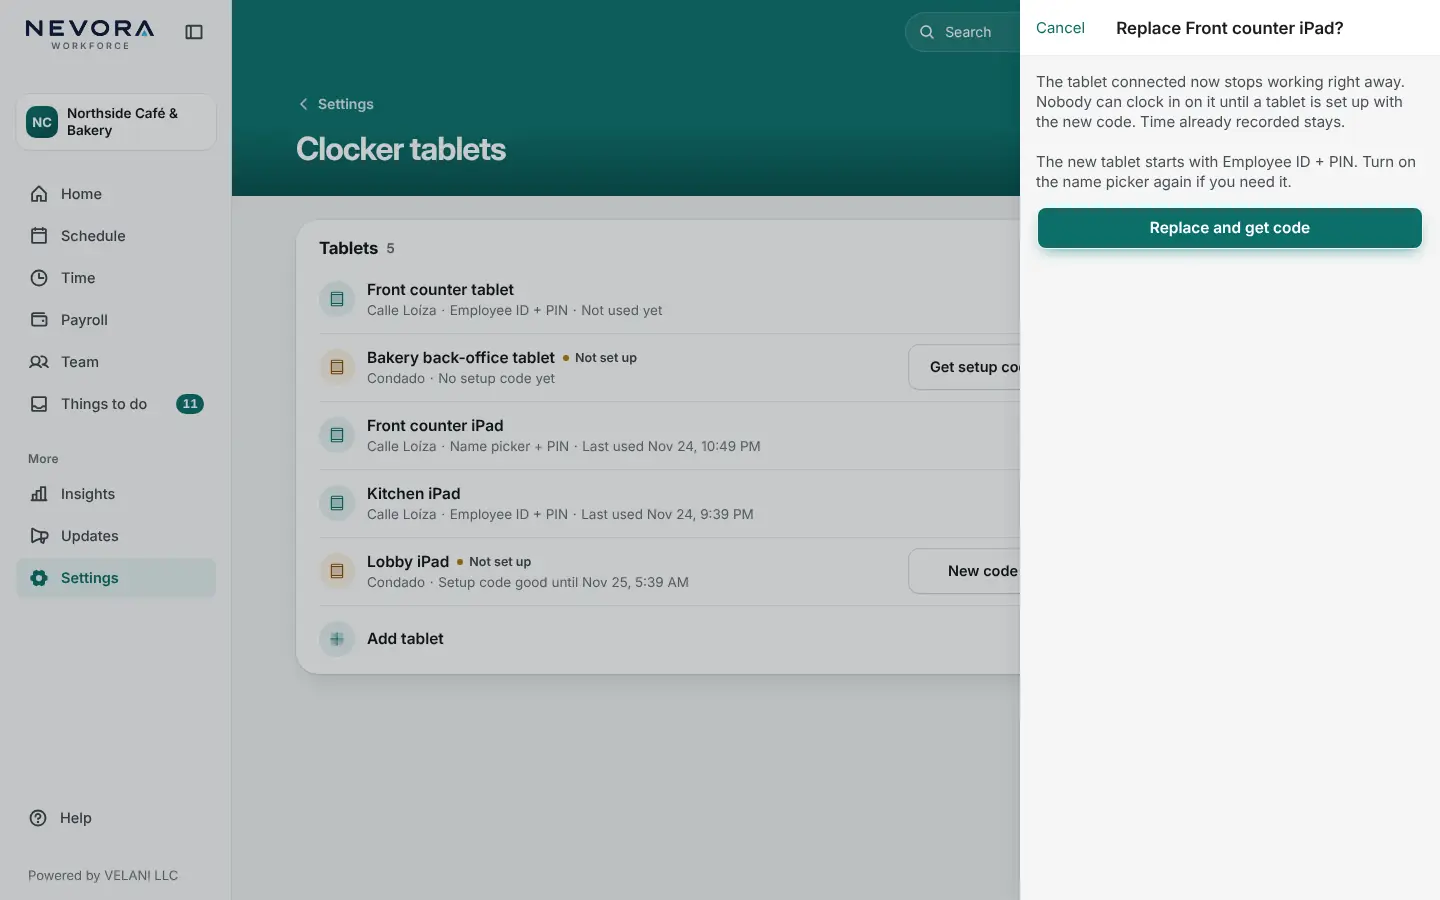 NEVORA
WORKFORCE
NC
Northside Café &
Bakery
Home
Schedule
Time
Payroll
Team
Things to do 11
More
Insights
Updates
Settings
Help
Powered by VELANI LLC
Search
Settings
Clocker tablets
Tablets 5
Front counter tablet
Calle Loíza · Employee ID + PIN · Not used yet
Bakery back-office tablet • Not set up
Condado · No setup code yet
Get setup co
Front counter iPad
Calle Loíza · Name picker + PIN · Last used Nov 24, 10:49 PM
Kitchen iPad
Calle Loíza · Employee ID + PIN · Last used Nov 24, 9:39 PM
Lobby iPad • Not set up
Condado · Setup code good until Nov 25, 5:39 AM
New code
Add tablet
Cancel
Replace Front counter iPad?
The tablet connected now stops working right away.
Nobody can clock in on it until a tablet is set up with
the new code. Time already recorded stays.
The new tablet starts with Employee ID + PIN. Turn on
the name picker again if you need it.
Replace and get code